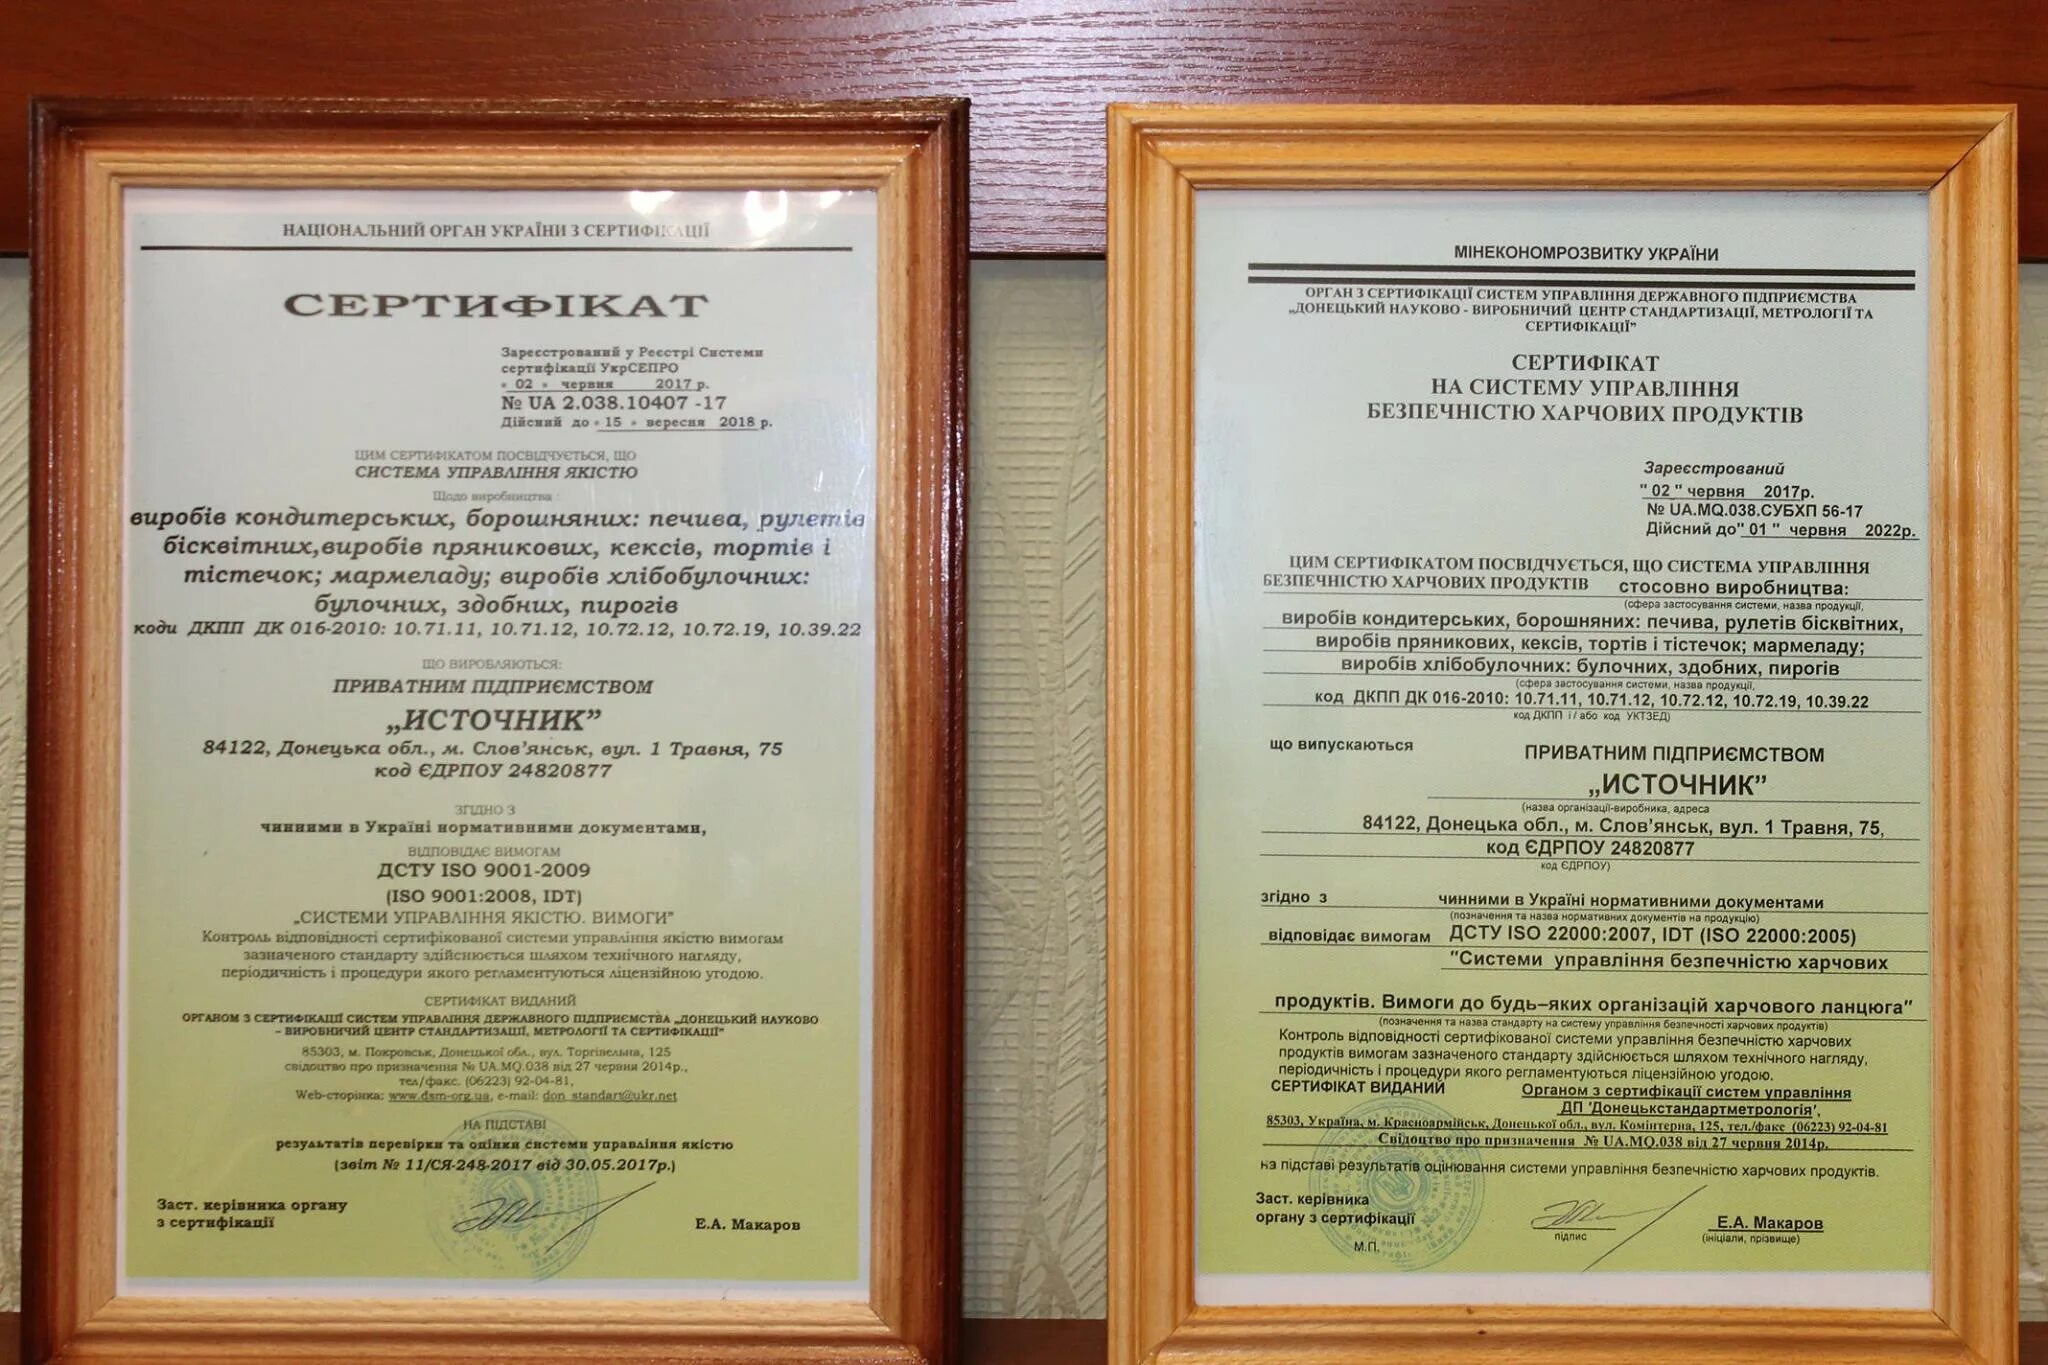 НАЦІОНАЛЬНИЙ ОРГАН УКРАЇНИ З СЕРТИФІКАЦІЇ
СЕРТИФІКАТ
Зареєстрований у Реєстрі Системи
сертифікації УкрСЕПРО
« 02 » червня 2017 р.
№ UA 2.038.10407 -17
Дійсний до « 15 » вересня 2018 р.
ЦИМ СЕРТИФІКАТОМ ПОСВІДЧУЄТЬСЯ, ЩО
СИСТЕМА УПРАВЛІННЯ ЯКІСТЮ
Щодо виробництва :
виробів кондитерських, борошняних: печива, рулетів
бісквітних,виробів пряникових, кексів, тортів і
тістечок; мармеладу; виробів хлібобулочних:
булочних, здобних, пирогів
коди ДКПП ДК 016-2010: 10.71.11, 10.71.12, 10.72.12, 10.72.19, 10.39.22
ЩО ВИРОБЛЯЮТЬСЯ:
ПРИВАТНИМ ПІДПРИЄМСТВОМ
„ИСТОЧНИК”
84122, Донецька обл., м. Слов’янськ, вул. 1 Травня, 75
код ЄДРПОУ 24820877
ЗГІДНО З
чинними в Україні нормативними документами,
ВІДПОВІДАЄ ВИМОГАМ
ДСТУ ISO 9001-2009
(ISO 9001:2008, IDT)
„СИСТЕМИ УПРАВЛІННЯ ЯКІСТЮ. ВИМОГИ”
Контроль відповідності сертифікованої системи управління якістю вимогам
зазначеного стандарту здійснюється шляхом технічного нагляду,
періодичність і процедури якого регламентуються ліцензійною угодою.
СЕРТИФІКАТ ВИДАНИЙ
ОРГАНОМ З СЕРТИФІКАЦІЇ СИСТЕМ УПРАВЛІННЯ ДЕРЖАВНОГО ПІДПРИЄМСТВА „ДОНЕЦЬКИЙ НАУКОВО
- ВИРОБНИЧИЙ ЦЕНТР СТАНДАРТИЗАЦІЇ, МЕТРОЛОГІЇ ТА СЕРТИФІКАЦІЇ”
85303, м. Покровськ, Донецької обл., вул. Торгівельна, 125
свідоцтво про призначення № UA.MQ.038 від 27 червня 2014р.,
тел/факс. (06223) 92-04-81,
Web-сторінка: www.dsm-org.ua, e-mail: don_standart@ukr.net
НА ПІДСТАВІ
результатів перевірки та оцінки системи управління якістю
(звіт № 11/СЯ-248-2017 від 30.05.2017р.)
Заст. керівника органу
з сертифікації
Е.А. Макаров
МІНЕКОНОМРОЗВИТКУ УКРАЇНИ
ОРГАН З СЕРТИФІКАЦІЇ СИСТЕМ УПРАВЛІННЯ ДЕРЖАВНОГО ПІДПРИЄМСТВА
„ДОНЕЦЬКИЙ НАУКОВО - ВИРОБНИЧИЙ ЦЕНТР СТАНДАРТИЗАЦІЇ, МЕТРОЛОГІЇ ТА
СЕРТИФІКАЦІЇ”
СЕРТИФІКАТ
НА СИСТЕМУ УПРАВЛІННЯ
БЕЗПЕЧНІСТЮ ХАРЧОВИХ ПРОДУКТІВ
Зареєстрований
" 02 " червня 2017р.
№ UA.MQ.038.СУБХП 56-17
Дійсний до" 01 " червня 2022р.
ЦИМ СЕРТИФІКАТОМ ПОСВІДЧУЄТЬСЯ, ЩО СИСТЕМА УПРАВЛІННЯ
БЕЗПЕЧНІСТЮ ХАРЧОВИХ ПРОДУКТІВ стосовно виробництва:
(сфера застосування системи, назва продукції,
виробів кондитерських, борошняних: печива, рулетів бісквітних,
виробів пряникових, кексів, тортів і тістечок; мармеладу;
виробів хлібобулочних: булочних, здобних, пирогів
(сфера застосування системи, назва продукції,
код ДКПП ДК 016-2010: 10.71.11, 10.71.12, 10.72.12, 10.72.19, 10.39.22
код ДКПП і / або код УКТЗЕД)
що випускаються ПРИВАТНИМ ПІДПРИЄМСТВОМ
„ИСТОЧНИК”
(назва організації-виробника, адреса
84122, Донецька обл., м. Слов’янськ, вул. 1 Травня, 75,
код ЄДРПОУ 24820877
код ЄДРПОУ)
згідно з чинними в Україні нормативними документами
(позначення та назва нормативних документів на продукцію)
відповідає вимогам ДСТУ ISO 22000:2007, IDT (ISO 22000:2005)
"Системи управління безпечністю харчових
продуктів. Вимоги до будь–яких організацій харчового ланцюга"
(позначення та назва стандарту на систему управління безпечності харчових продуктів)
Контроль відповідності сертифікованої системи управління безпечністю харчових
продуктів вимогам зазначеного стандарту здійснюється шляхом технічного нагляду,
періодичність і процедури якого регламентуються ліцензійною угодою.
СЕРТИФІКАТ ВИДАНИЙ Органом з сертифікації систем управління
ДП 'Донецькстандартметрологія',
85303, Україна, м. Красноармійськ, Донецької обл., вул. Комінтерна, 125, тел./факс (06223) 92-04-81
Свідоцтво про призначення № UA.MQ.038 від 27 червня 2014р.
на підставі результатів оцінювання системи управління безпечністю харчових продуктів.
Заст. керівника
органу з сертифікації
підпис
Е.А. Макаров
(ініціали, прізвище)
М.П.